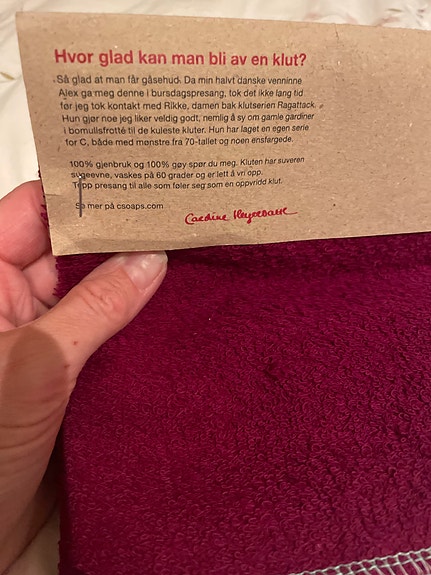 Hvor glad kan man bli av en klut?
Så glad at man får gåsehud. Da min halvt danske venninne
Alex ga meg denne i bursdagspresang, tok det ikke lang tid
før jeg tok kontakt med Rikke, damen bak klutserien Ragattack.
Hun gjør noe jeg liker veldig godt, nemlig å sy om gamle gardiner
i bomullsfrotté til de kuleste kluter. Hun har laget en egen serie
for C, både med mønstre fra 70-tallet og noen ensfargede.
100% gjenbruk og 100% gøy spør du meg. Kluten har suveren
sugeevne, vaskes på 60 grader og er lett å vri opp.
Topp presang til alle som føler seg som en oppvridd klut.
Se mer på csoaps.com